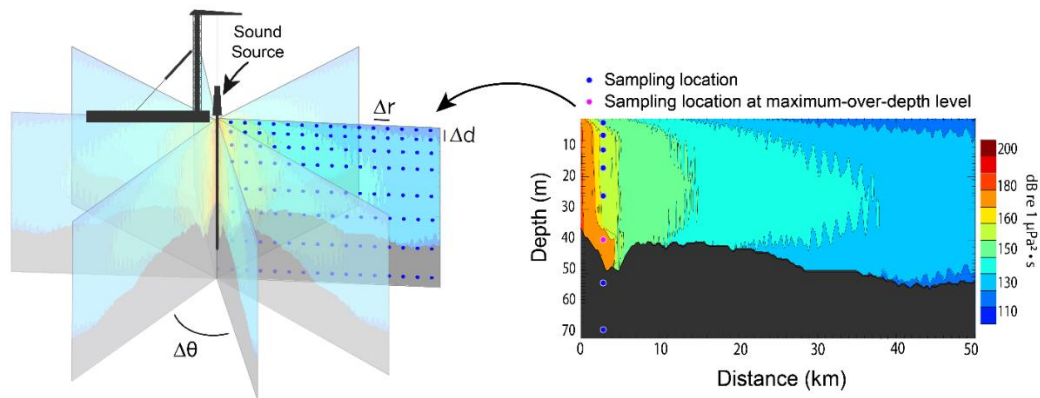 Sound
Source
Δr
Δd
Δθ
Sampling location
Sampling location at maximum-over-depth level
Depth (m)
10
20
30
40
50
60
70
0
10
20
30
40
50
Distance (km)
200
180
160
150
140
130
120
110
dB re 1 μPa²• s